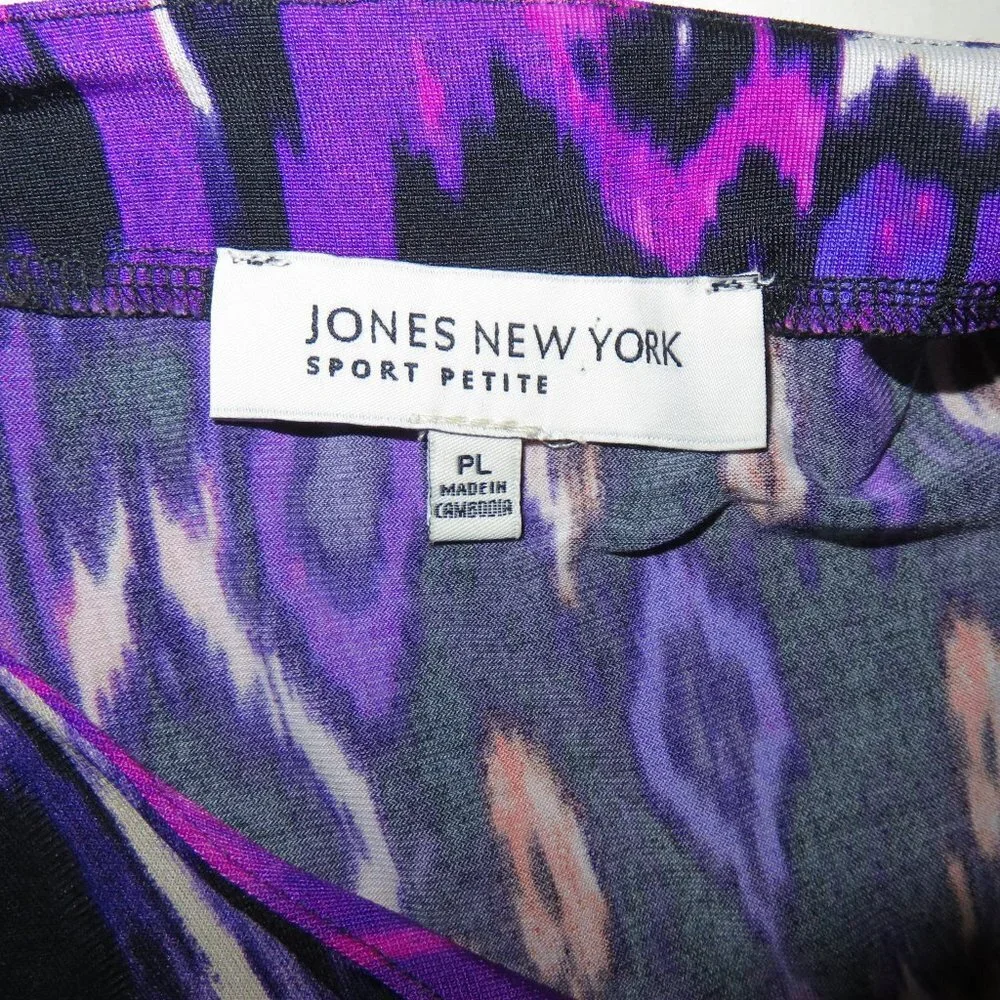 JONES NEW YORK
SPORT PETITE
PL
MADE IN
CAMBODIA